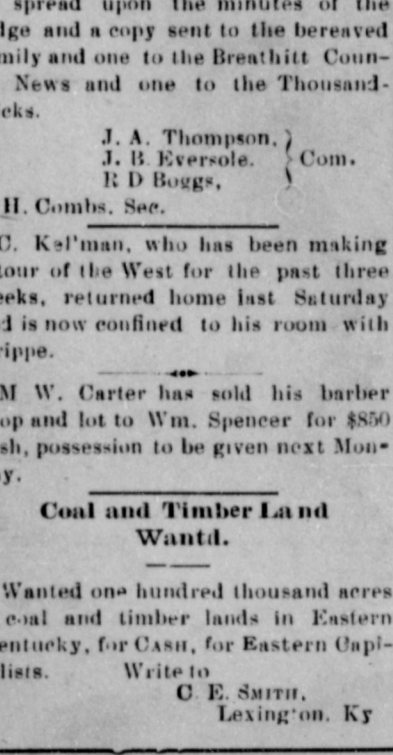 spread upon the minutes of the
lge and a copy sent to the bereaved
mily and one to the Breathitt Coun-
News and one to the Thousand-
cks.
J. A. Thompson,
J. B. Eversole. } Com.
R D Boggs,
H. Combs. Sec.
C. Kel'man, who has been making
tour of the West for the past three
eeks, returned home last Saturday
d is now confined to his room with
rippe.
M W. Carter has sold his barber
op and lot to Wm. Spencer for $850
sh, possession to be given next Mon-
y.
Coal and Timber Land
Wantd.
Wanted one hundred thousand acres
coal and timber lands in Eastern
entucky, for CASH, for Eastern Capi-
lists. Write to
C E. SMITH.
Lexing'on. Ky